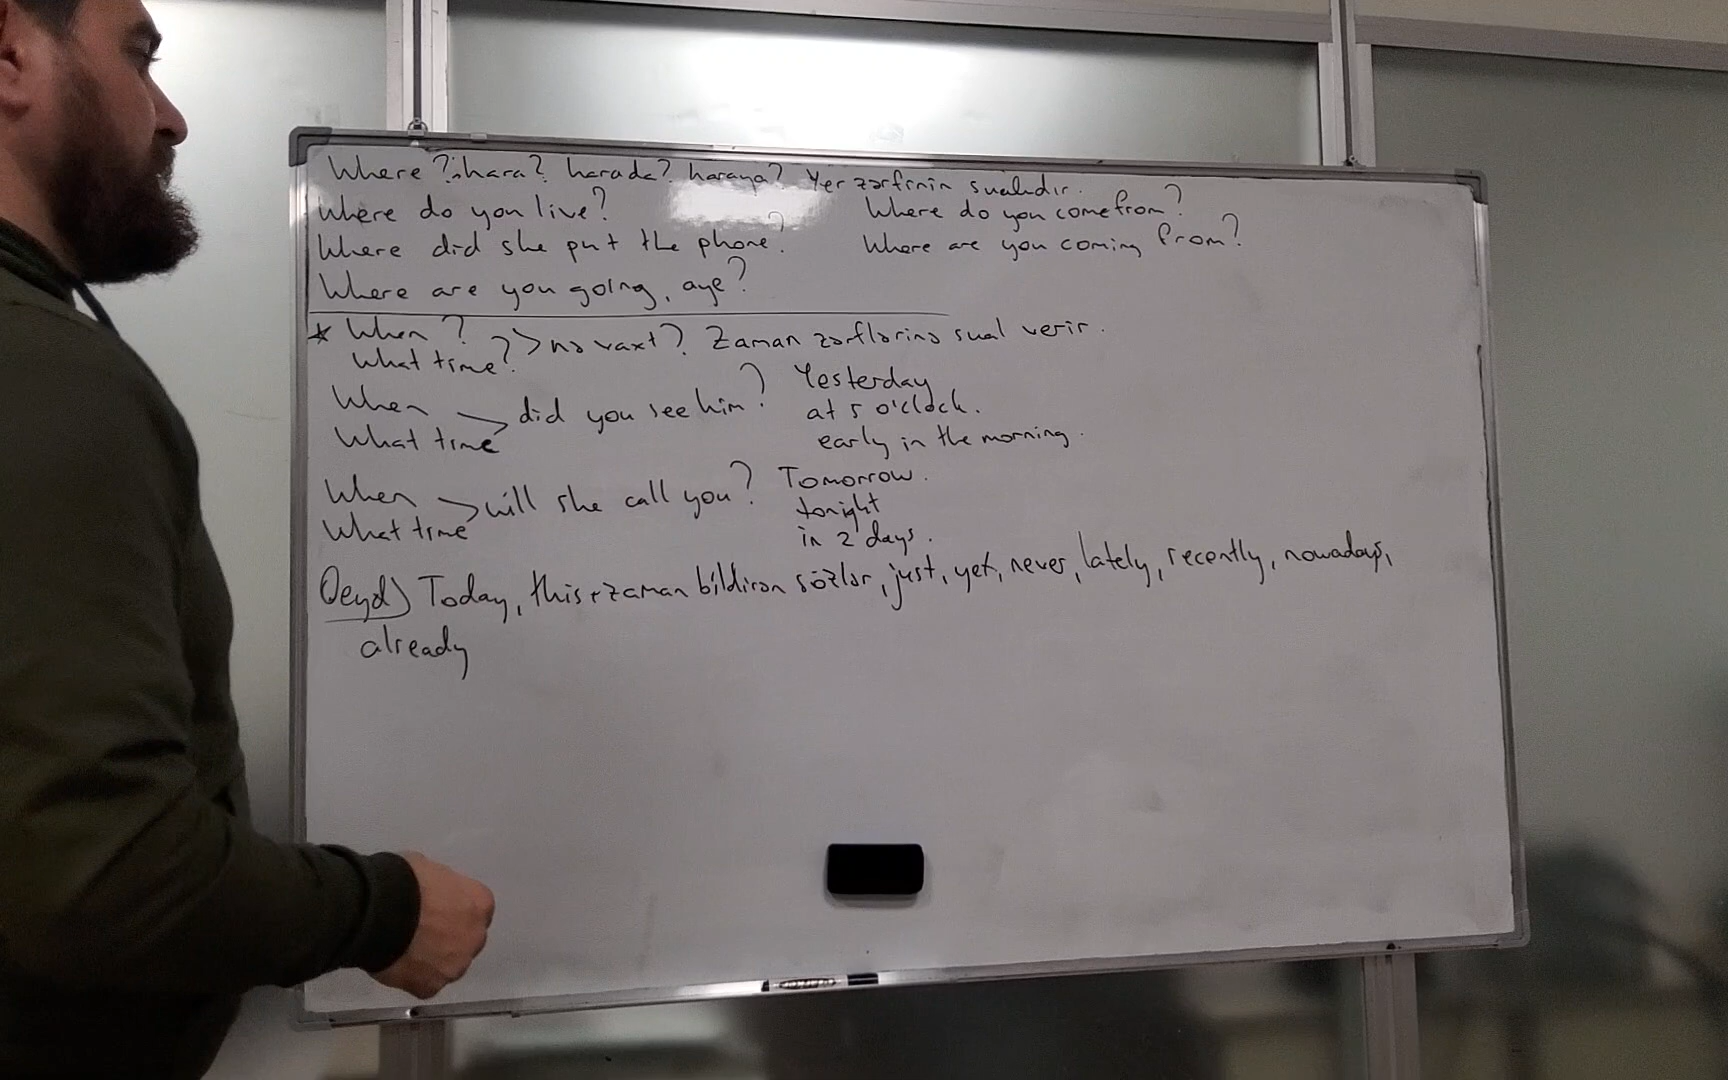 Where ? : hara? harada? haraya? Yer zərfinin sualıdır.
Where do you live? Where do you come from?
Where did she put the phone? Where are you coming from?
Where are you going, aye?
* When ?
What time? > nə vaxt? Zaman zərflərinə sual verir.
When
What time > did you see him? Yesterday
at 5 o'clock.
early in the morning.
When
What time > will she call you? Tomorrow.
tonight
in 2 days.
Qeyd) Today, this + zaman bildirən sözlər, just, yet, never, lately, recently, nowadays,
already